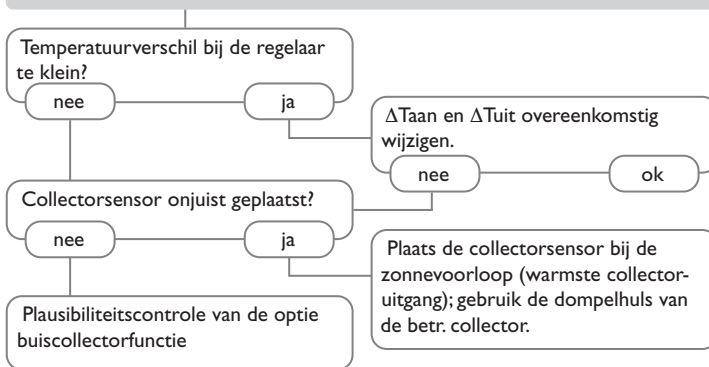 Temperatuurverschil bij de regelaar
te klein?
nee
ja
ΔTaan en ΔTuit overeenkomstig
wijzigen.
nee
ok
Collectorsensor onjuist geplaatst?
nee
ja
Plaats de collectorsensor bij de
zonnevoorloop (warmste collector-
uitgang); gebruik de dompelhuls van
de betr. collector.
Plausibiliteitscontrole van de optie
buiscollectorfunctie